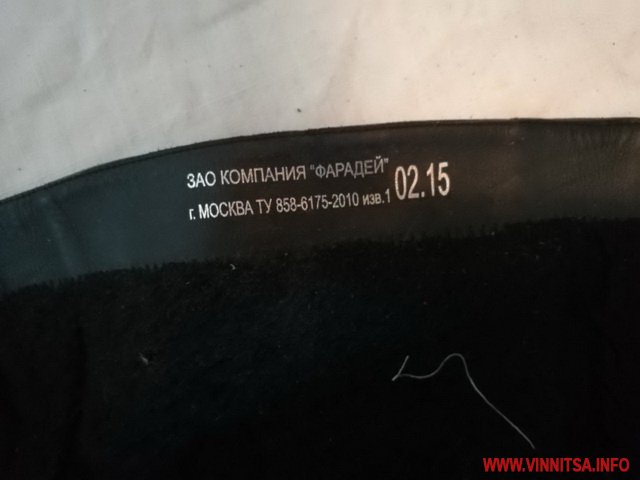 ЗАО КОМПАНИЯ "ФАРАДЕЙ"
г. МОСКВА ТУ 858-6175-2010 изв.1 02.15
WWW.VINNITSA.INFO